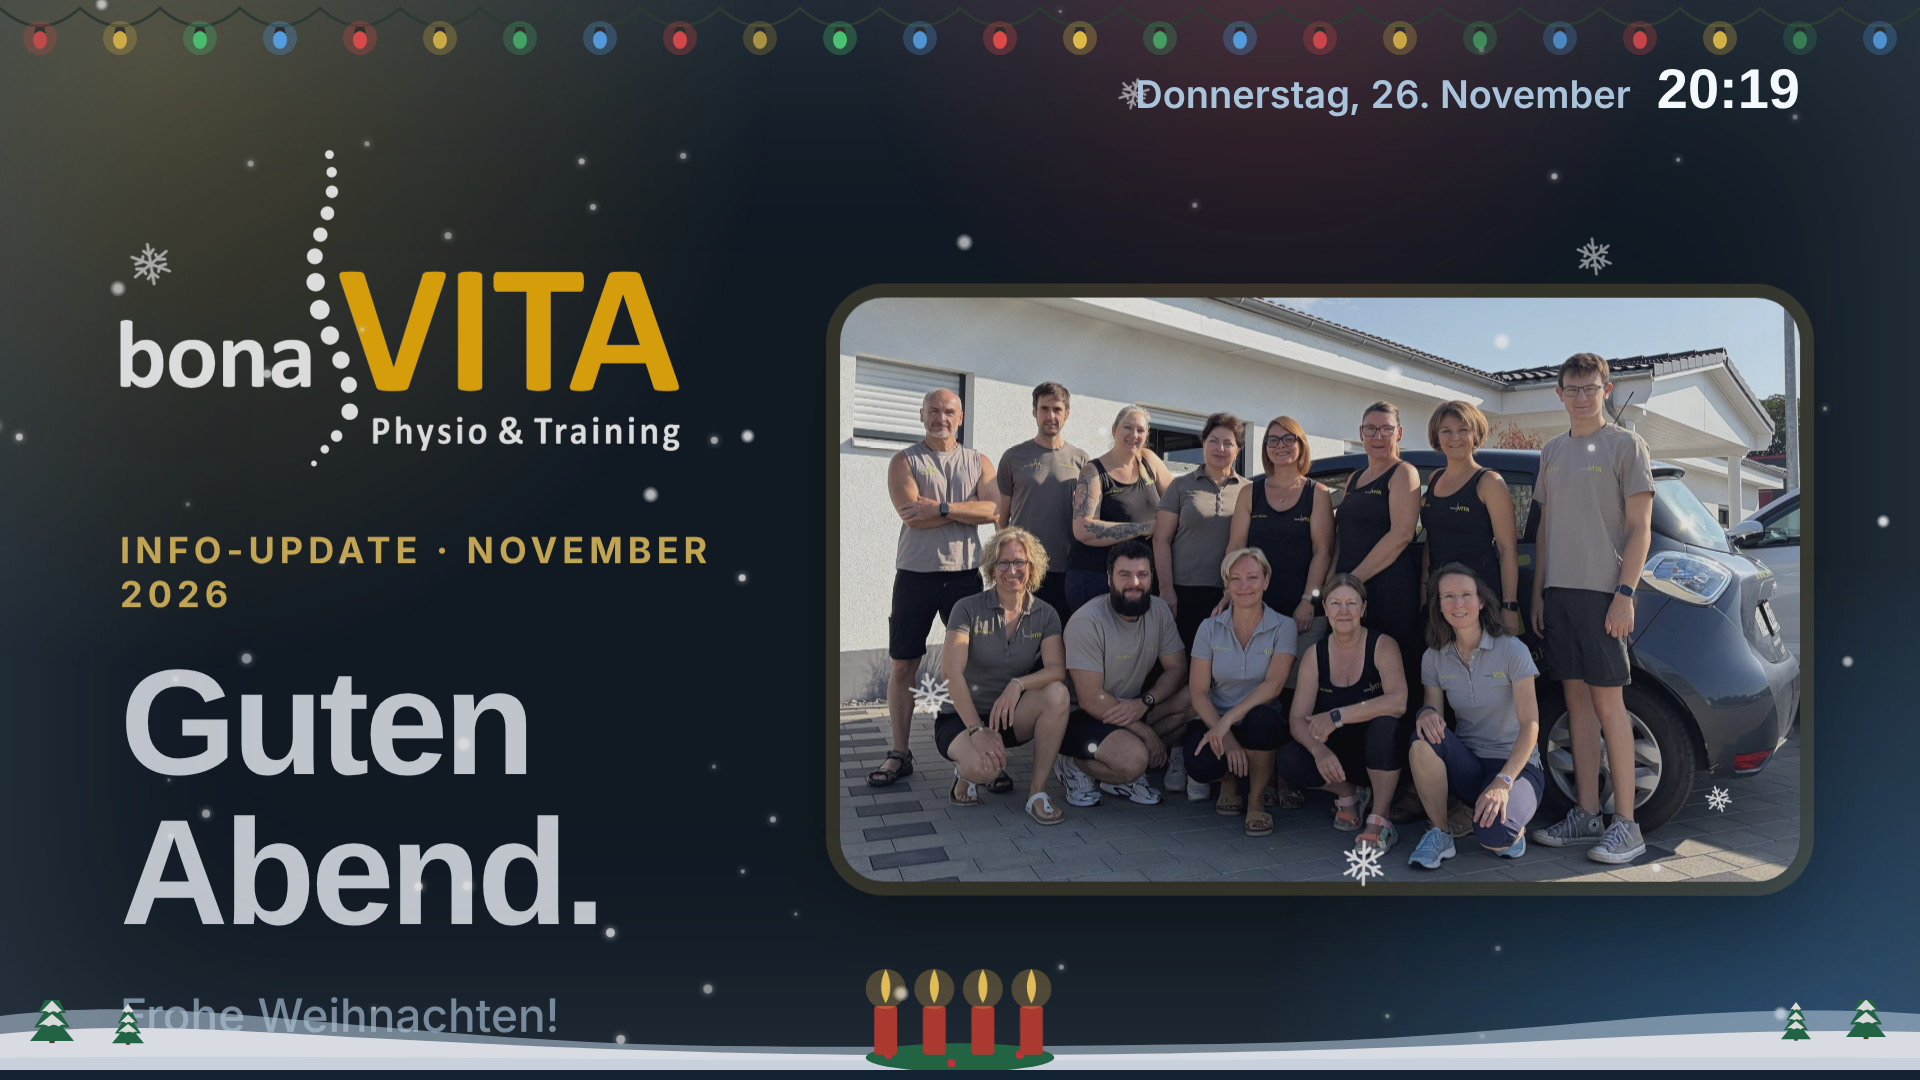 Donnerstag, 26. November 20:19
bona VITA
Physio & Training
INFO-UPDATE · NOVEMBER
2026
Guten
Abend.
Frohe Weihnachten!